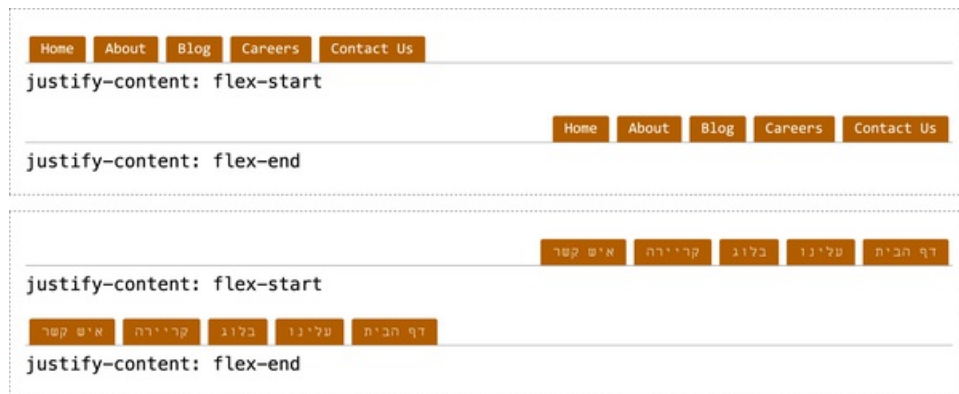 Home About Blog Careers Contact Us
justify-content: flex-start
Home About Blog Careers Contact Us
justify-content: flex-end
דף הבית עלינו בלוג קריירה איש קשר
justify-content: flex-start
דף הבית עלינו בלוג קריירה איש קשר
justify-content: flex-end